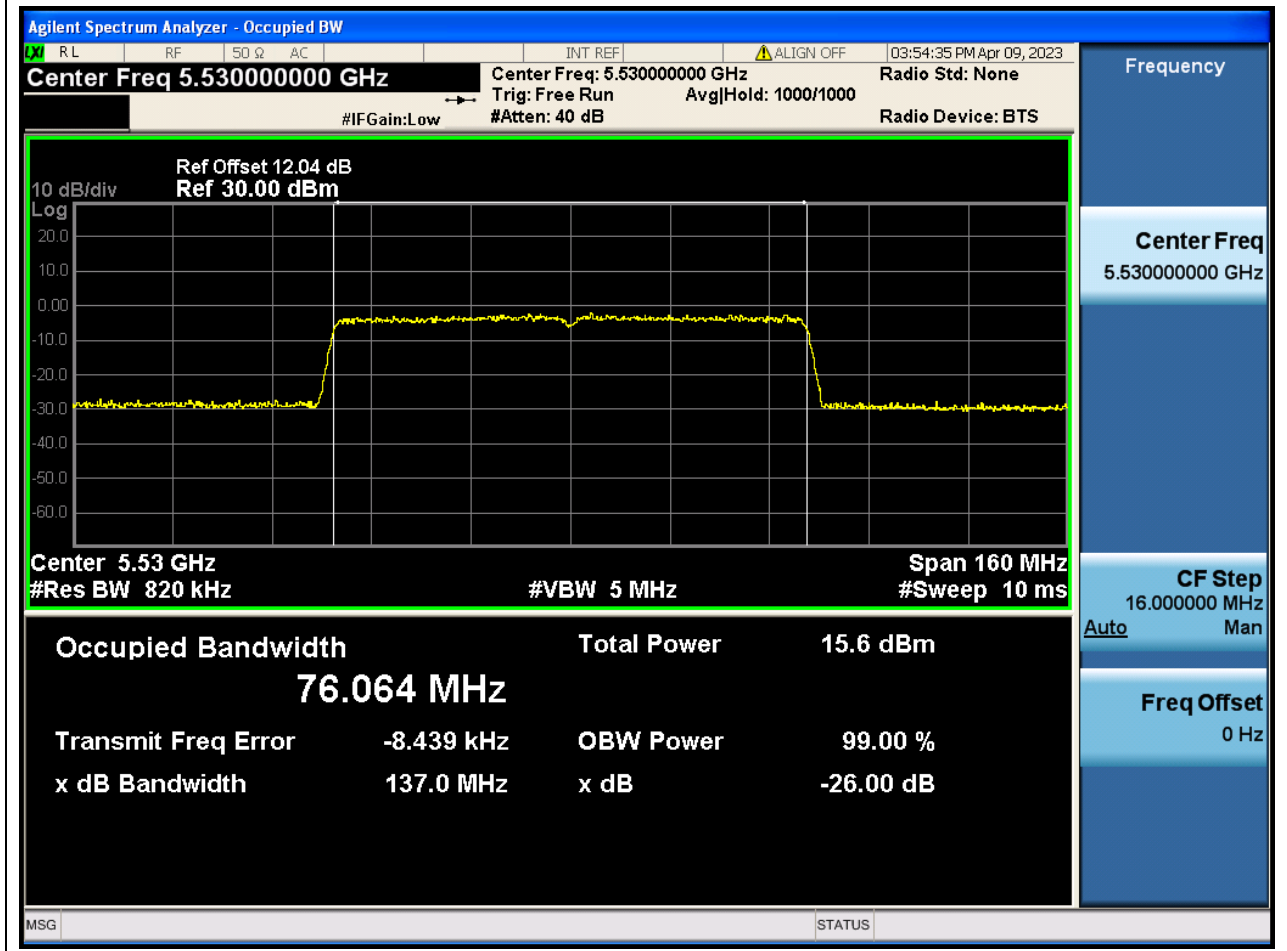 Agilent Spectrum Analyzer - Occupied BW
LXI RL RF 50 Ω AC INT REF ALIGN OFF 03:54:35 PM Apr 09, 2023
Center Freq 5.530000000 GHz
Center Freq: 5.530000000 GHz
Radio Std: None
Trig: Free Run Avg|Hold: 1000/1000
#IFGain:Low #Atten: 40 dB
Radio Device: BTS
Ref Offset 12.04 dB
10 dB/div Ref 30.00 dBm
Log
20.0
10.0
0.00
-10.0
-20.0
-30.0
-40.0
-50.0
-60.0
Center 5.53 GHz Span 160 MHz
#Res BW 820 kHz #VBW 5 MHz #Sweep 10 ms
Occupied Bandwidth Total Power 15.6 dBm
76.064 MHz
Transmit Freq Error -8.439 kHz OBW Power 99.00 %
x dB Bandwidth 137.0 MHz x dB -26.00 dB
Frequency
Center Freq
5.530000000 GHz
CF Step
16.000000 MHz
Auto Man
Freq Offset
0 Hz
MSG STATUS